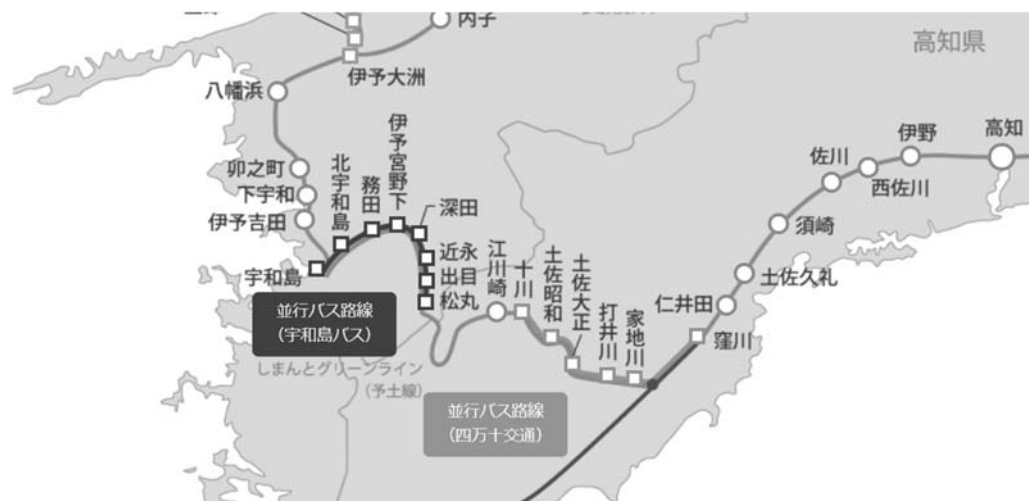 内子
伊予大洲
高知県
八幡浜
伊予宮野下
伊野
高知
佐川
西佐川
卯之町
北宇和島
務田
下宇和
深田
伊予吉田
須崎
近永
江川崎
十川
土佐昭和
土佐大正
土佐久礼
宇和島
出目
松丸
打井川
家地川
仁井田
窪川
並行バス路線
(宇和島バス)
しまんとグリーンライン
(予土線)
並行バス路線
(四万十交通)